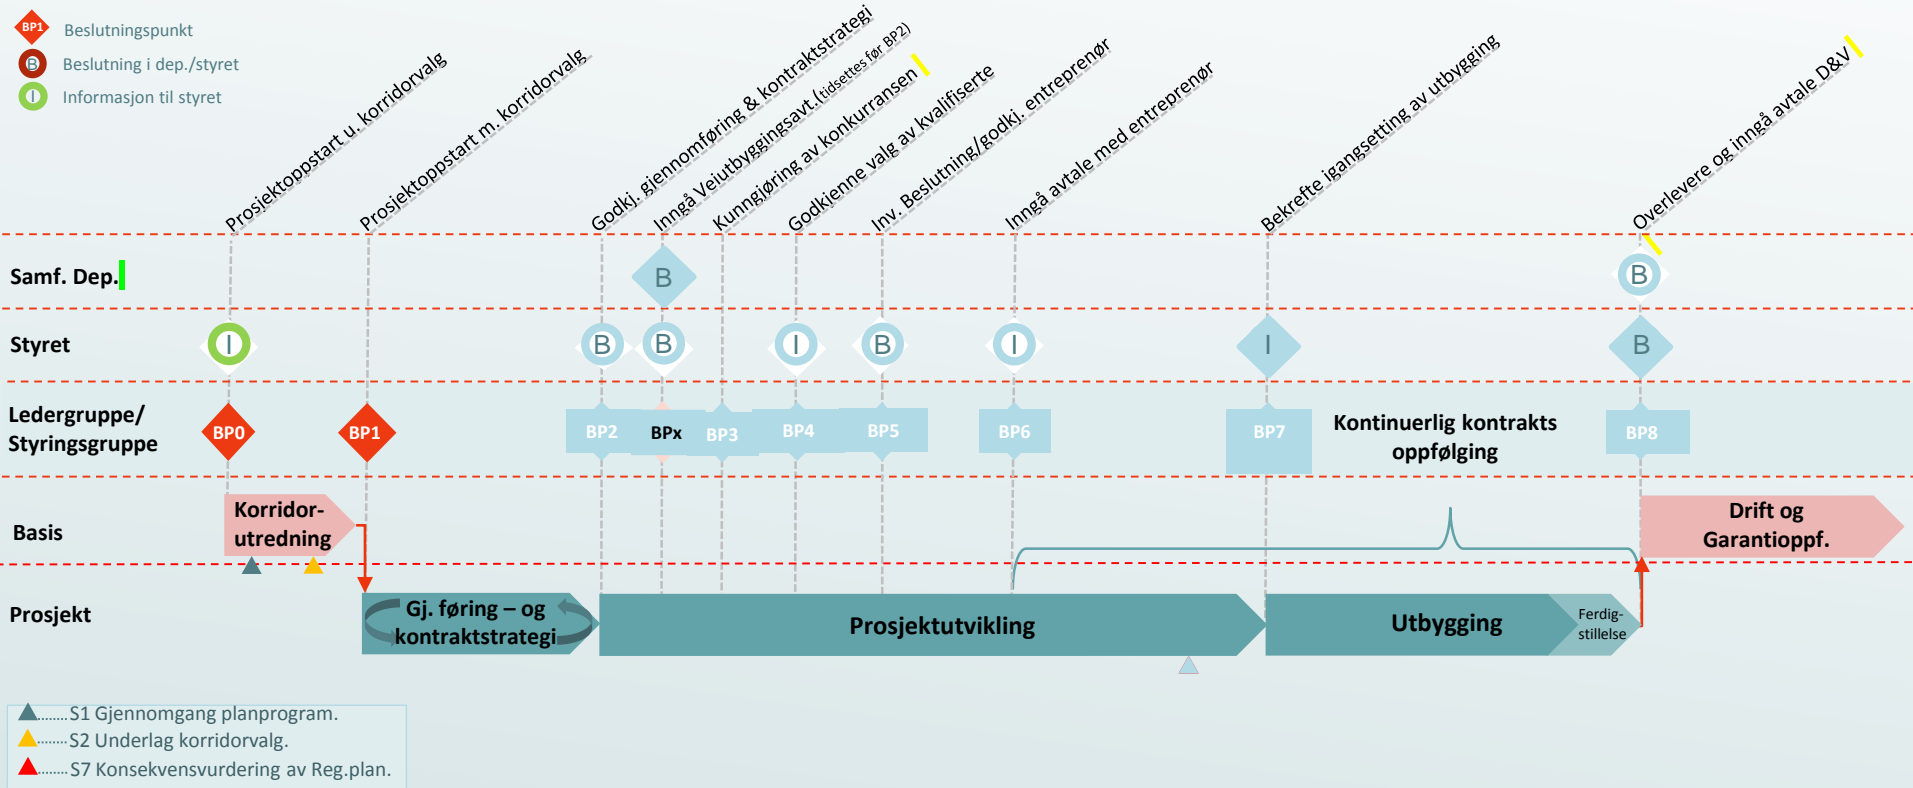 BP1 Beslutningspunkt
B Beslutning i dep./styret
I Informasjon til styret
Prosjektoppstart u. korridorvalg
Prosjektoppstart m. korridorvalg
Godkj. gjennomføring & kontraktstrategi
Inngå Veiutbyggingsavt.(tidsettes før BP2)
Kunngjøring av konkurransen
Godkjenne valg av kvalifiserte
Inv. Beslutning/godkj. entreprenør
Inngå avtale med entreprenør
Bekrefte igangsetting av utbygging
Overlevere og inngå avtale D&V
Samf. Dep.
B
B
Styret
I
B
B
I
B
I
I
B
Ledergruppe/
Styringsgruppe
BP0
BP1
BP2
BPx
BP3
BP4
BP5
BP6
BP7
Kontinuerlig kontrakts
oppfølging
BP8
Basis
Korridor-
utredning
Drift og
Garantioppf.
Prosjekt
Gj. føring – og
kontraktstrategi
Prosjektutvikling
Utbygging
Ferdig-
stillelse
S1 Gjennomgang planprogram.
S2 Underlag korridorvalg.
S7 Konsekvensvurdering av Reg.plan.